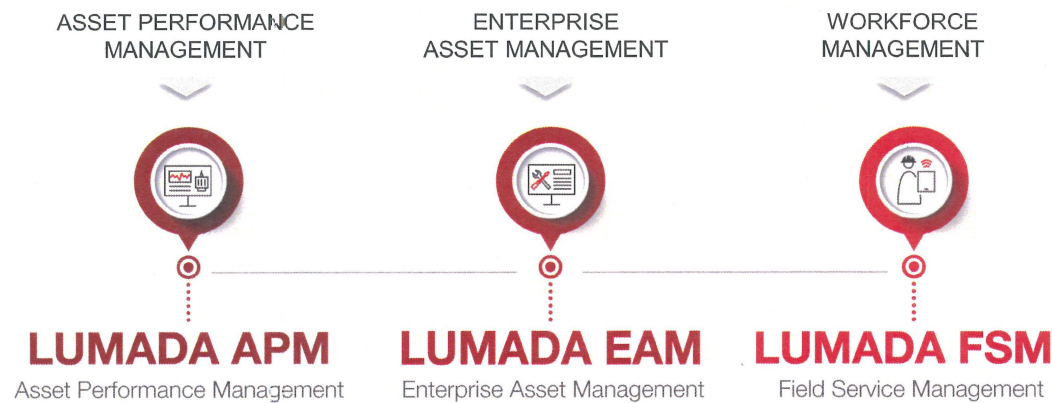 ASSET PERFORMANCE
MANAGEMENT
ENTERPRISE
ASSET MANAGEMENT
WORKFORCE
MANAGEMENT
LUMADA APM
Asset Performance Management
LUMADA EAM
Enterprise Asset Management
LUMADA FSM
Field Service Management